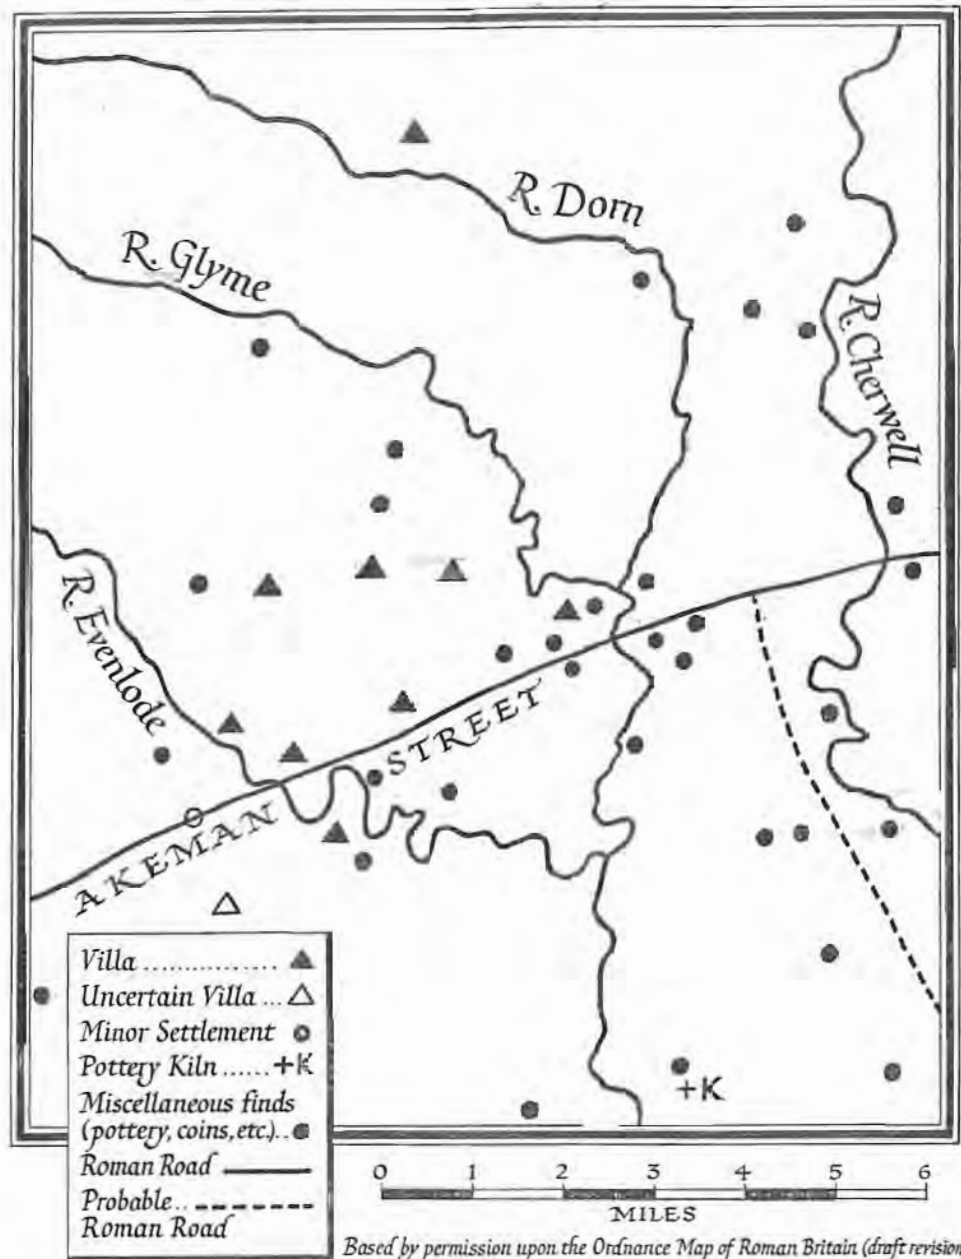 R. Dorn
R. Glyme
R. Cherwell
R. Evenlode
AKEMAN STREET
Villa ................
Uncertain Villa ...
Minor Settlement
Pottery Kiln ......+K
Miscellaneous finds
(pottery, coins, etc.)..
Roman Road
Probable..
Roman Road
+K
0 1 2 3 4 5 6
MILES
Based by permission upon the Ordnance Map of Roman Britain (draft revision